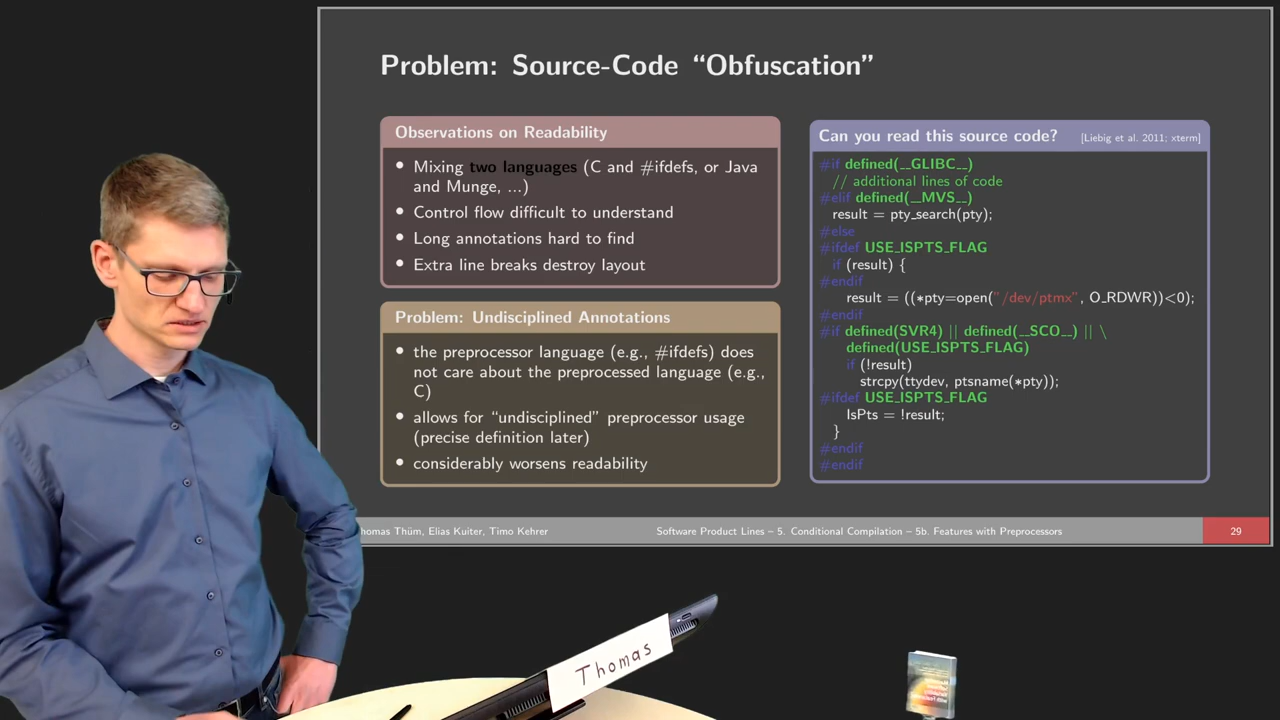 Problem: Source-Code “Obfuscation”
Observations on Readability
• Mixing two languages (C and #ifdefs, or Java
and Munge, ...)
• Control flow difficult to understand
• Long annotations hard to find
• Extra line breaks destroy layout
Problem: Undisciplined Annotations
• the preprocessor language (e.g., #ifdefs) does
not care about the preprocessed language (e.g.,
C)
• allows for “undisciplined” preprocessor usage
(precise definition later)
• considerably worsens readability
Can you read this source code? [Liebig et al. 2011; xterm]
#if defined(__GLIBC__)
// additional lines of code
#elif defined(__MVS__)
result = pty_search(pty);
#else
#ifdef USE_ISPTS_FLAG
if (result) {
#endif
result = ((*pty=open("/dev/ptmx", O_RDWR))<0);
#endif
#if defined(SVR4) || defined(__SCO__) || \
defined(USE_ISPTS_FLAG)
if (!result)
strcpy(ttydev, ptsname(*pty));
#ifdef USE_ISPTS_FLAG
IsPts = !result;
}
#endif
#endif
homas Thüm, Elias Kuiter, Timo Kehrer Software Product Lines – 5. Conditional Compilation – 5b. Features with Preprocessors 29
Thomas